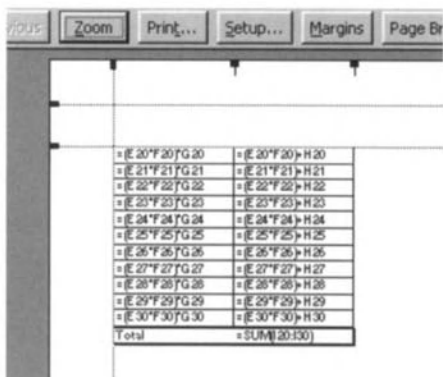 Zoom Print... Setup... Margins Page Br
=(E20*F20)*G20 =(E20*F20)+H20
=(E21*F21)*G21 =(E21*F21)+H21
=(E22*F22)*G22 =(E22*F22)+H22
=(E23*F23)*G23 =(E23*F23)+H23
=(E24*F24)*G24 =(E24*F24)+H24
=(E25*F25)*G25 =(E25*F25)+H25
=(E26*F26)*G26 =(E26*F26)+H26
=(E27*F27)*G27 =(E27*F27)+H27
=(E28*F28)*G28 =(E28*F28)+H28
=(E29*F29)*G29 =(E29*F29)+H29
=(E30*F30)*G30 =(E30*F30)+H30
Total =SUM(I20:I30)